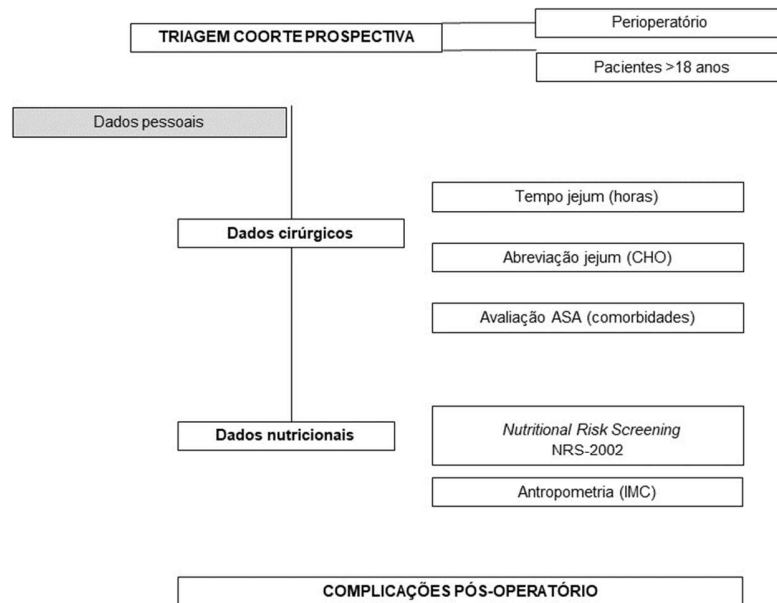 Perioperatório
TRIAGEM COORTE PROSPECTIVA
Pacientes >18 anos
Dados pessoais
Tempo jejum (horas)
Dados cirúrgicos
Abreviação jejum (CHO)
Avaliação ASA (comorbidades)
Dados nutricionais
Nutritional Risk Screening
NRS-2002
Antropometria (IMC)
COMPLICAÇÕES PÓS-OPERATÓRIO